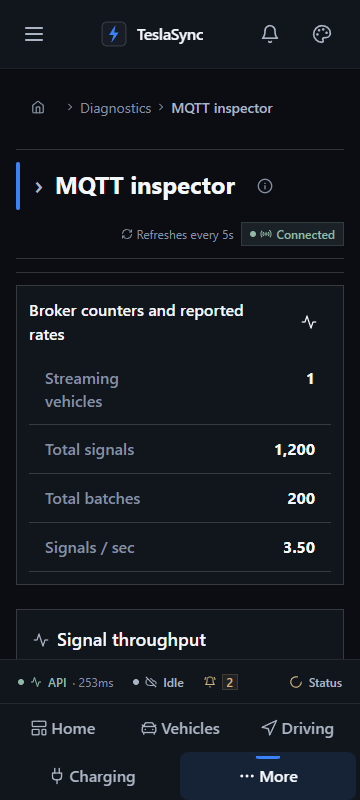 TeslaSync
Diagnostics › MQTT inspector
› MQTT inspector
Refreshes every 5s
Connected
Broker counters and reported
rates
Streaming
vehicles
1
Total signals 1,200
Total batches 200
Signals / sec 3.50
Signal throughput
API · 253ms Idle 2 Status
Home Vehicles Driving
Charging More